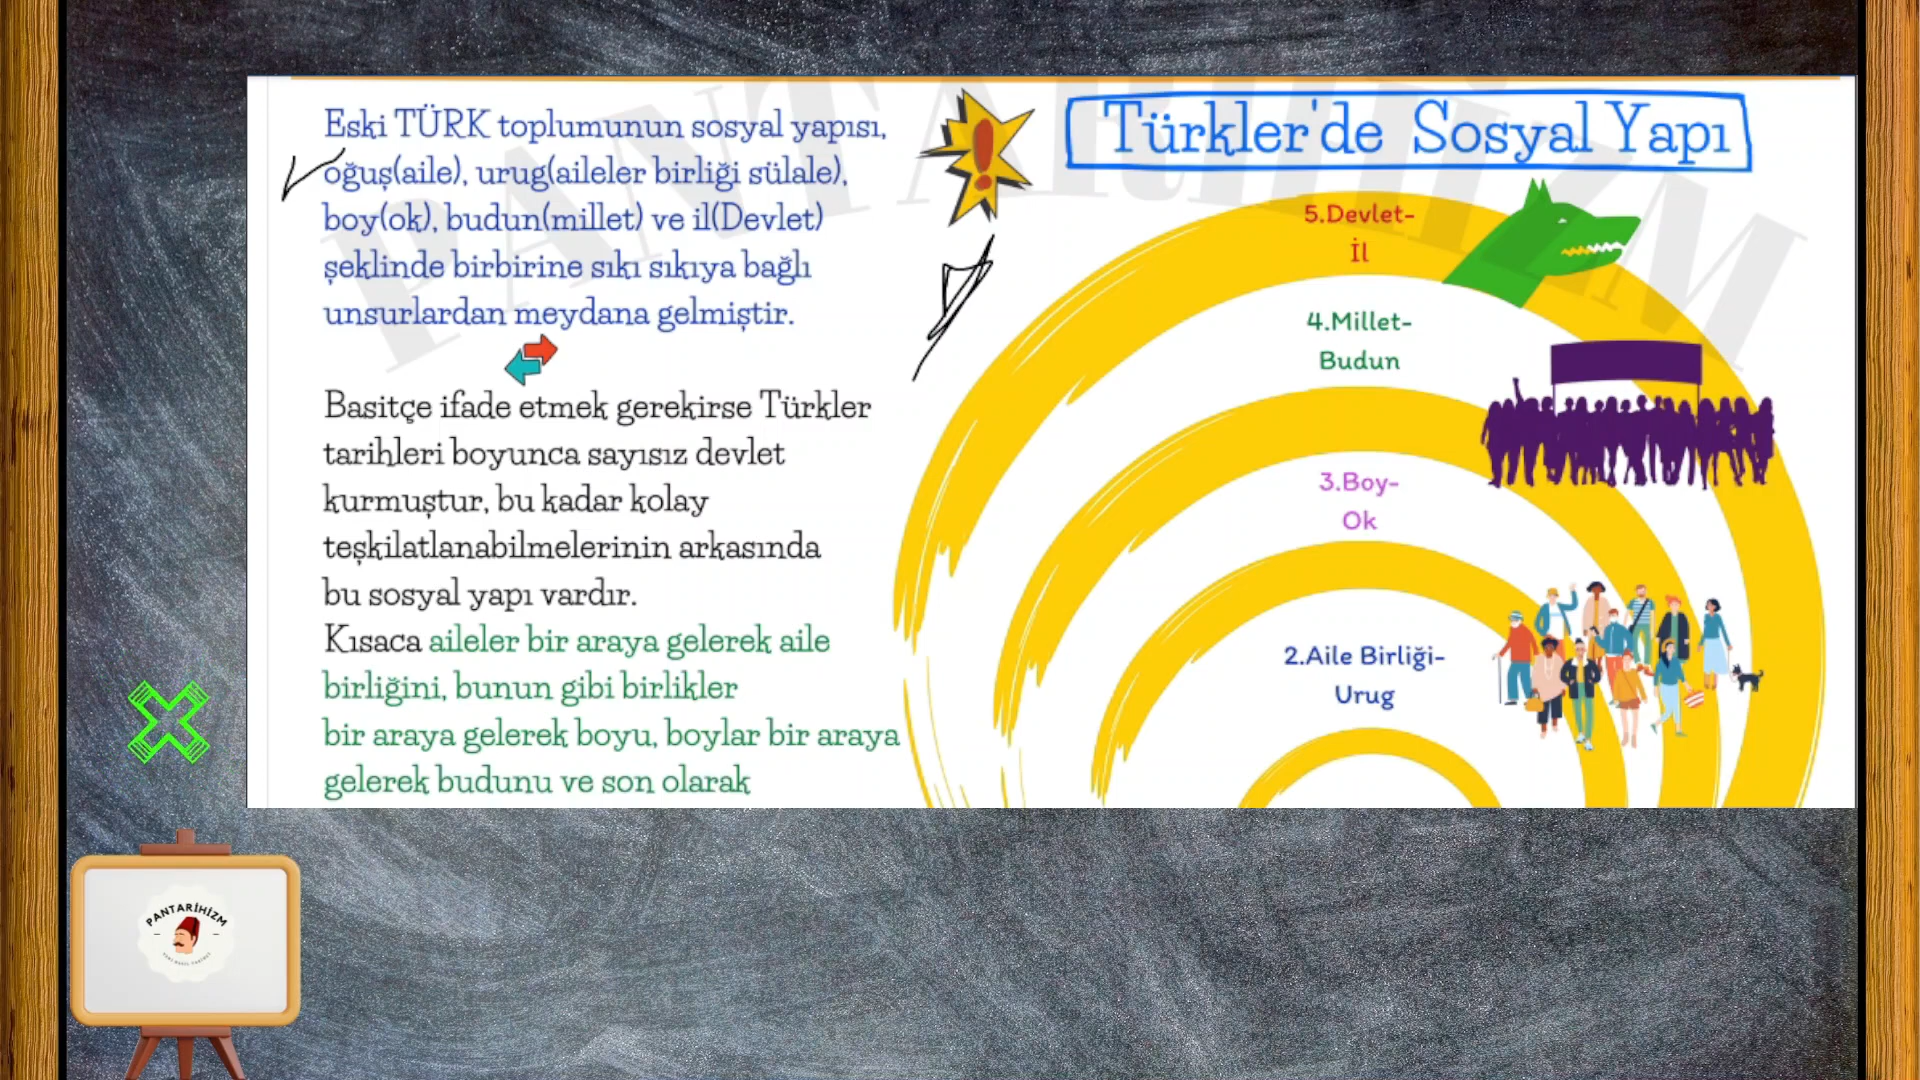 Eski TÜRK toplumunun sosyal yapısı,
oğuş(aile), urug(aileler birliği sülale),
boy(ok), budun(millet) ve il(Devlet)
şeklinde birbirine sıkı sıkıya bağlı
unsurlardan meydana gelmiştir.
Basitçe ifade etmek gerekirse Türkler
tarihleri boyunca sayısız devlet
kurmuştur, bu kadar kolay
teşkilatlanabilmelerinin arkasında
bu sosyal yapı vardır.
Kısaca aileler bir araya gelerek aile
birliğini, bunun gibi birlikler
bir araya gelerek boyu, boylar bir araya
gelerek budunu ve son olarak
Türkler'de Sosyal Yapı
5.Devlet-
İl
4.Millet-
Budun
3.Boy-
Ok
2.Aile Birliği-
Urug
PANTARİHİZM
PANTARİHİZM